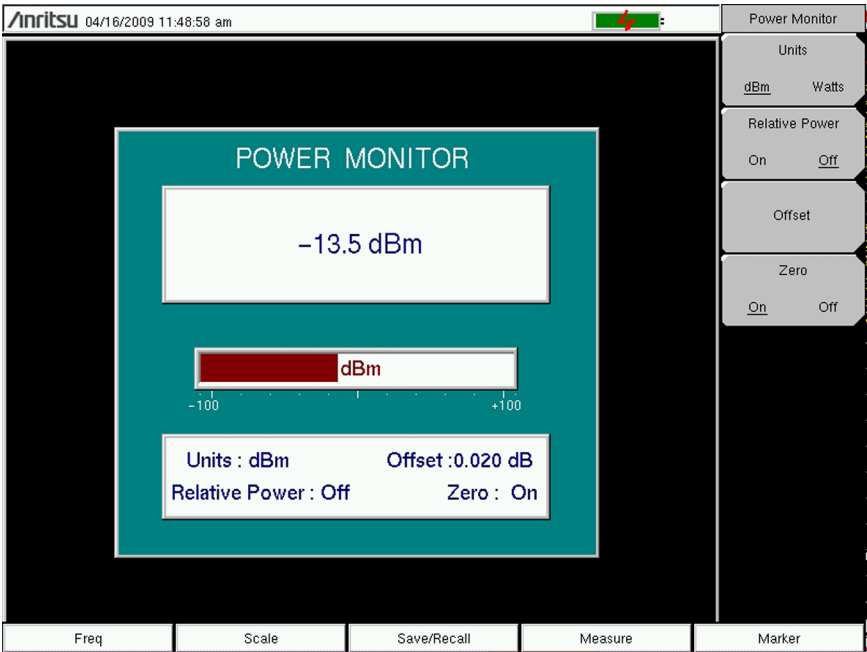 Anritsu 04/16/2009 11:48:58 am
Power Monitor
Units
dBm Watts
Relative Power
On Off
Offset
Zero
On Off
POWER MONITOR
−13.5 dBm
dBm
−100 +100
Units : dBm Offset :0.020 dB
Relative Power : Off Zero : On
Freq Scale Save/Recall Measure Marker